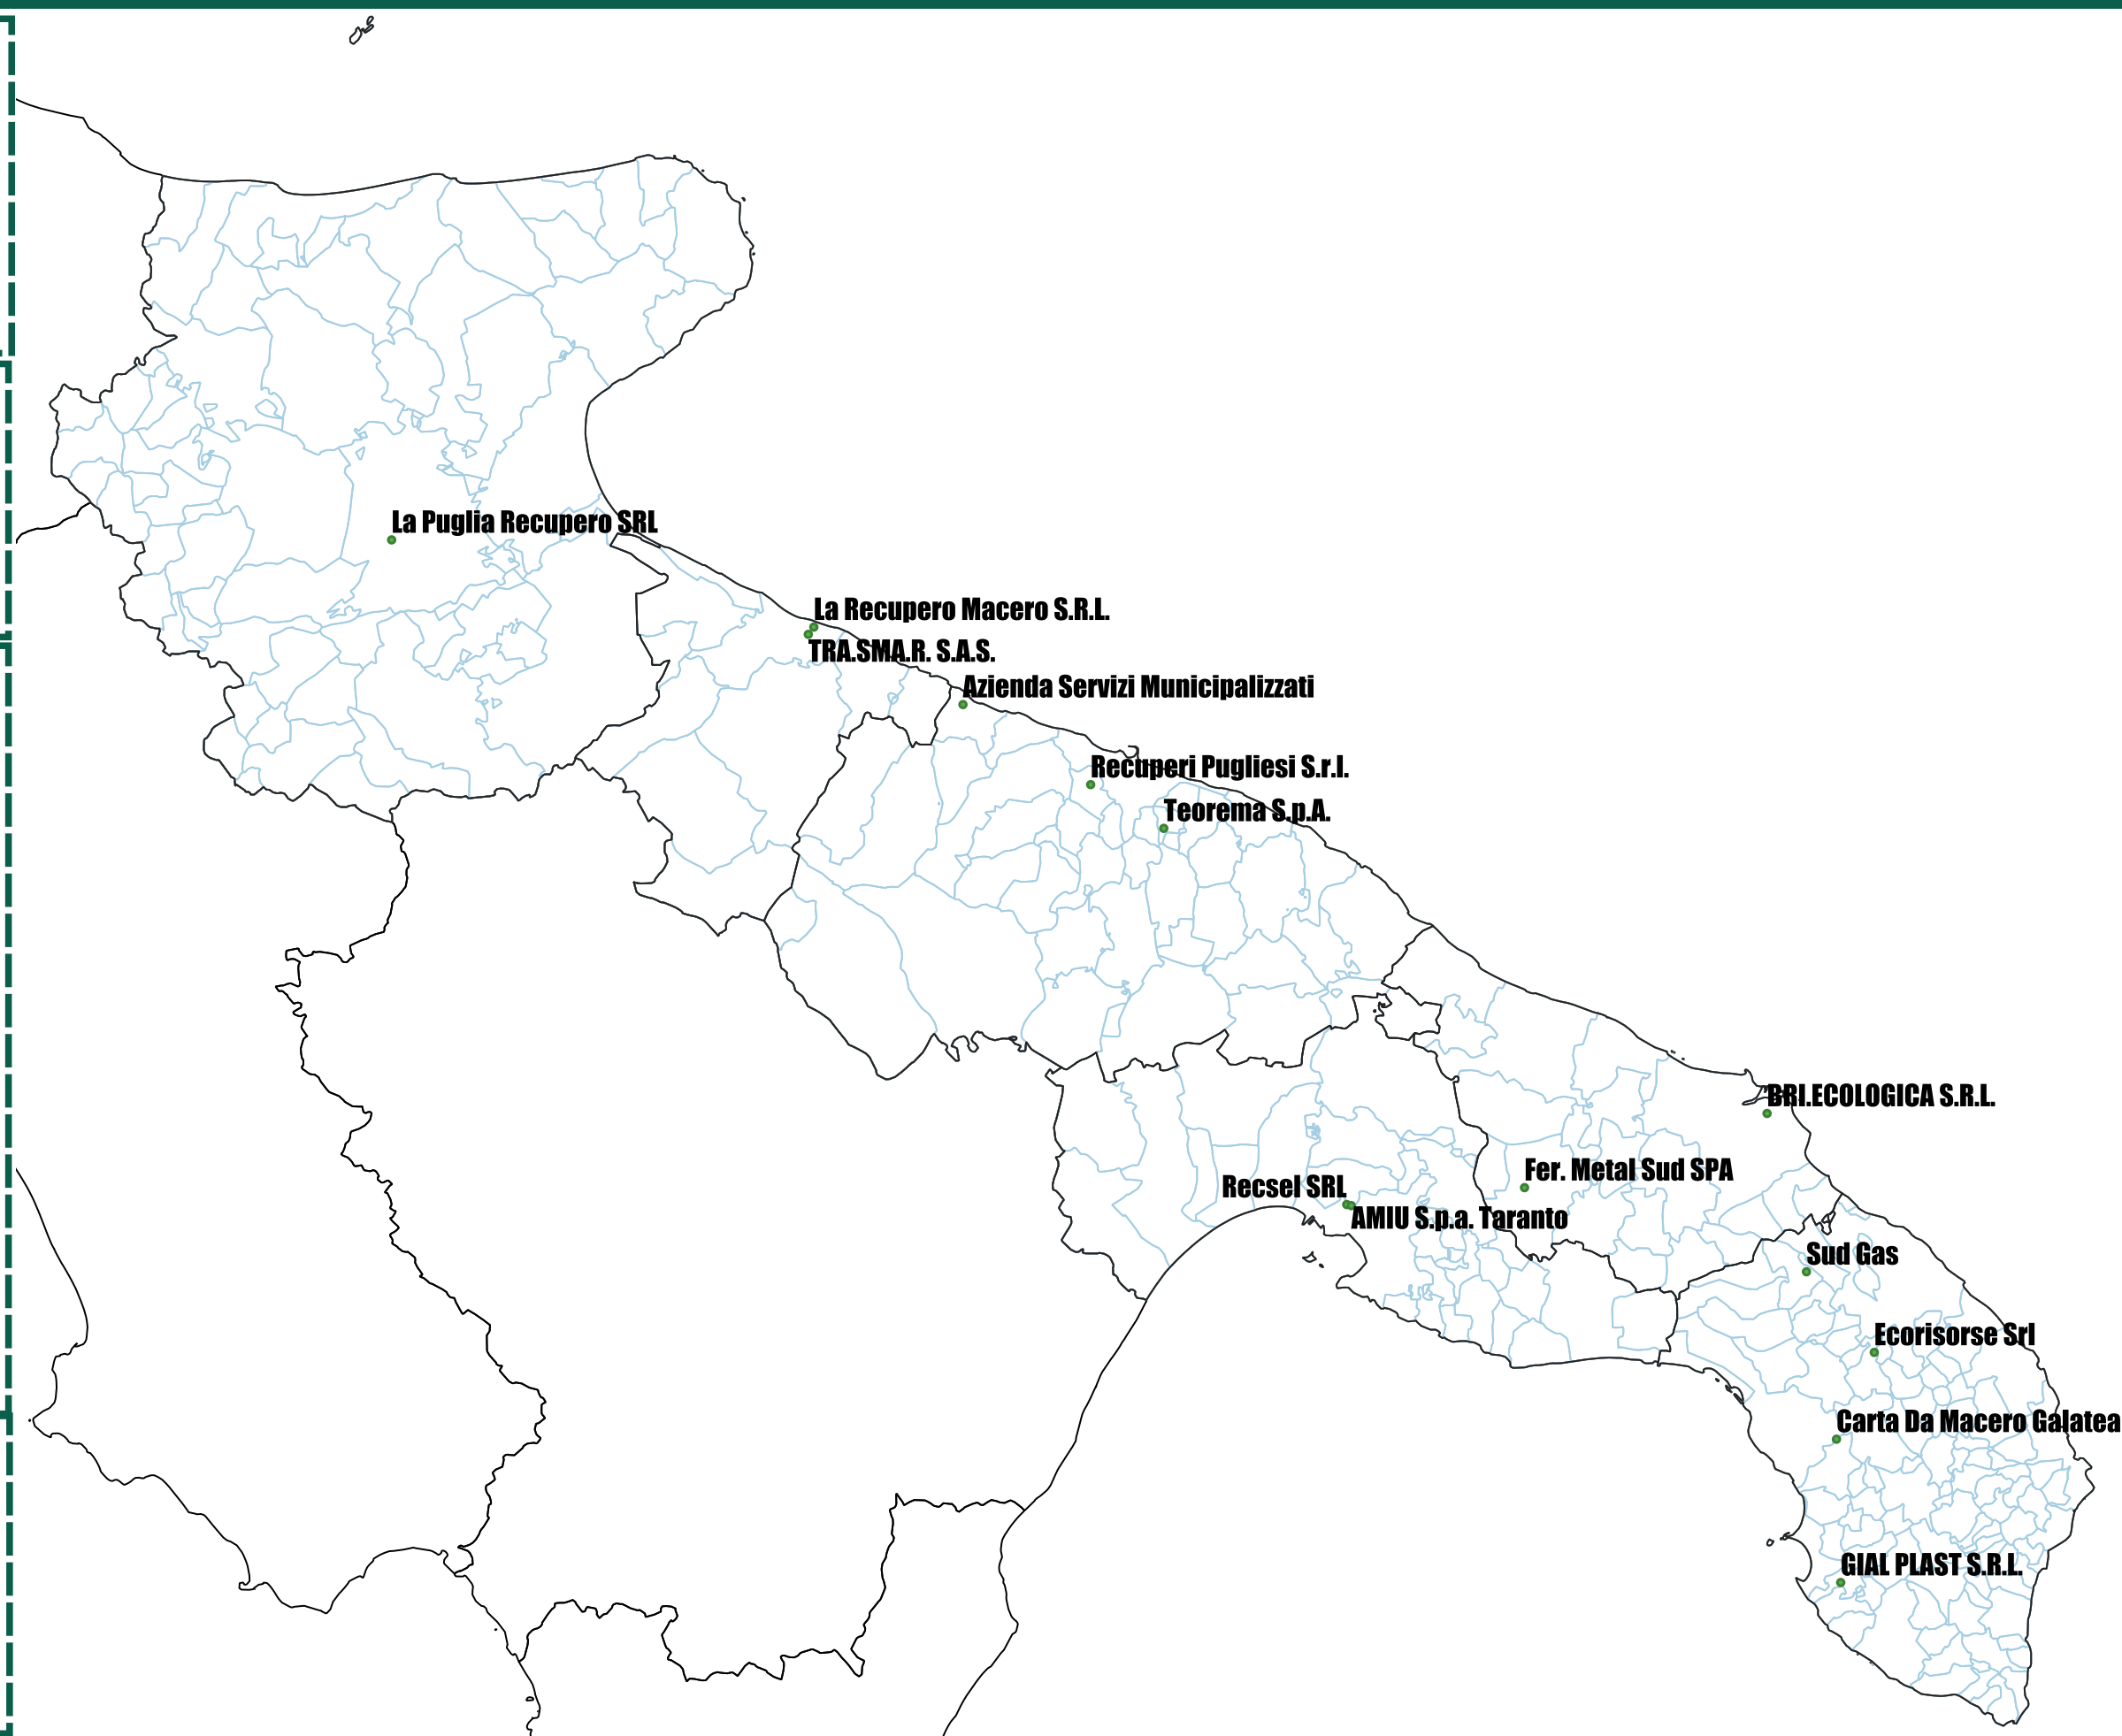 La Puglia Recupero SRL
La Recupero Macero S.R.L.
TRA.SMA.R. S.A.S.
Azienda Servizi Municipalizzati
Recuperi Pugliesi S.r.l.
Teorema S.p.A.
BRI.ECOLOGICA S.R.L.
Fer. Metal Sud SPA
Recsel SRL
AMIU S.p.a. Taranto
Sud Gas
Ecorisorse Srl
Carta Da Macero Galatea
GIAL PLAST S.R.L.